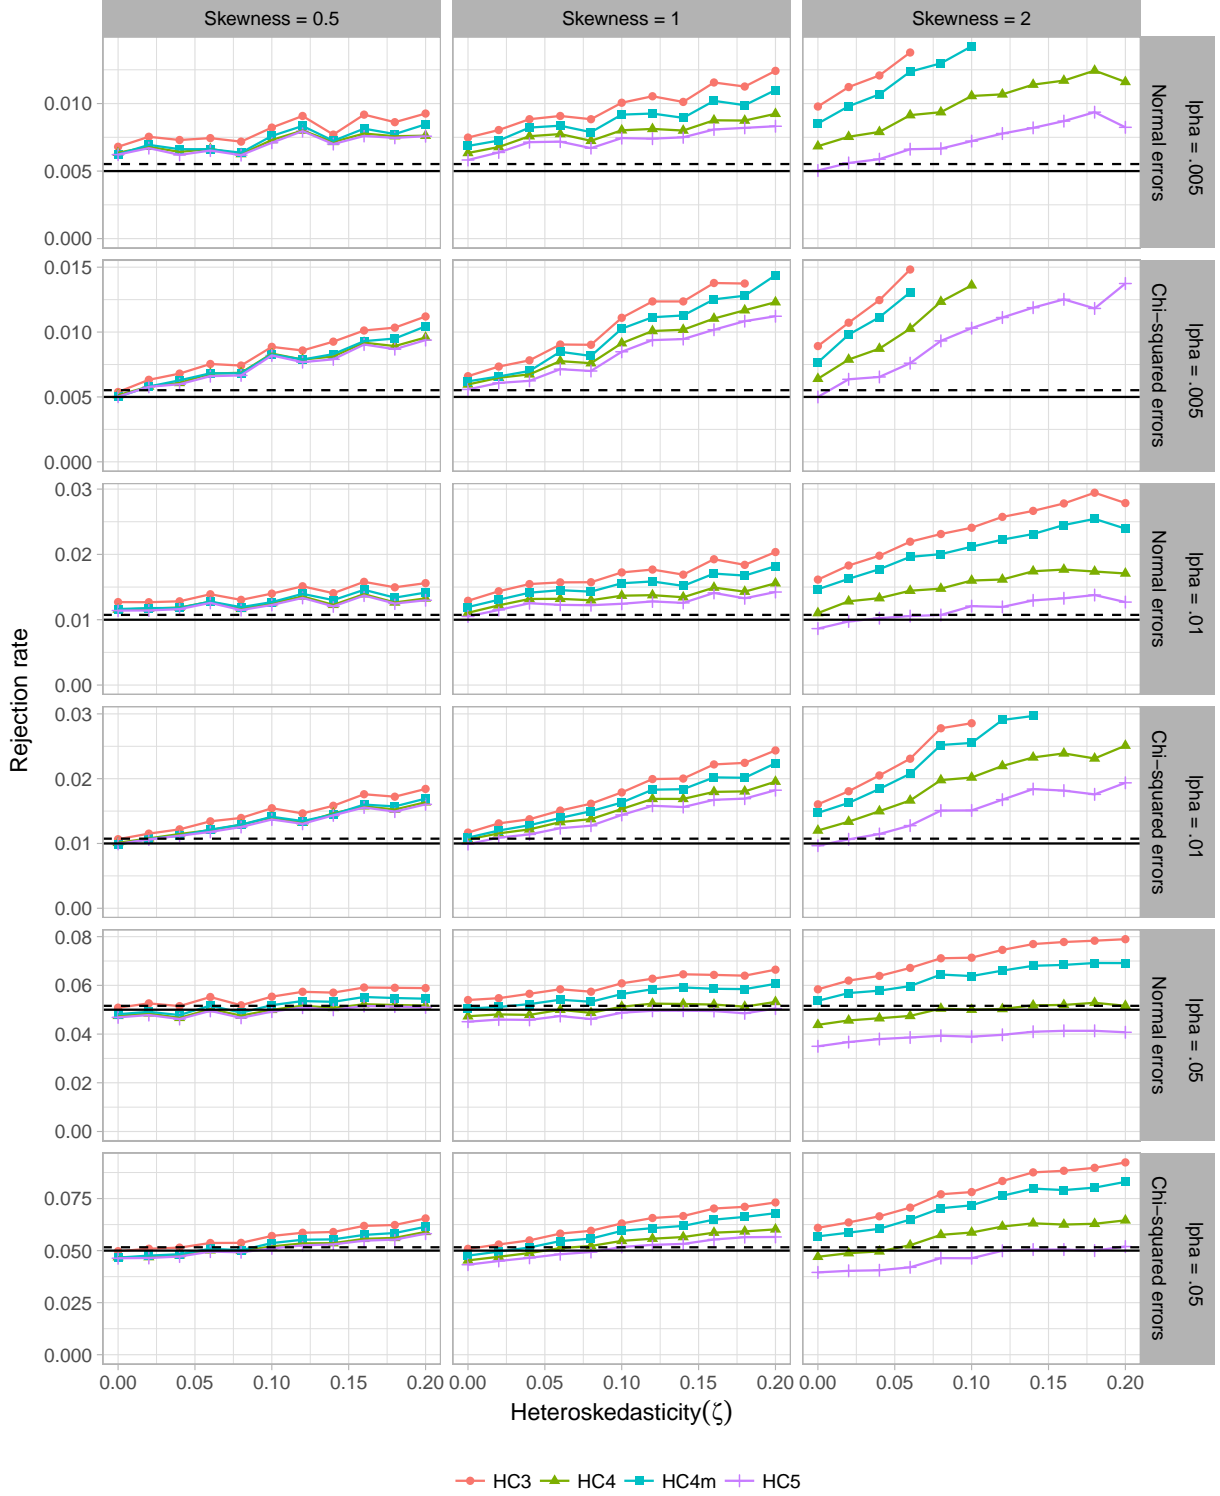 Skewness = 0.5 Skewness = 1 Skewness = 2
0.010
0.005
0.000
lpha = .005
Normal errors
0.015
0.010
0.005
0.000
lpha = .005
Chi−squared errors
0.03
0.02
0.01
0.00
lpha = .01
Normal errors
0.03
0.02
0.01
0.00
lpha = .01
Chi−squared errors
0.08
0.06
0.04
0.02
0.00
lpha = .05
Normal errors
0.075
0.050
0.025
0.000
lpha = .05
Chi−squared errors
Rejection rate
0.00 0.05 0.10 0.15 0.20 0.00 0.05 0.10 0.15 0.20 0.00 0.05 0.10 0.15 0.20
Heteroskedasticity(ζ)
HC3 HC4 HC4m HC5